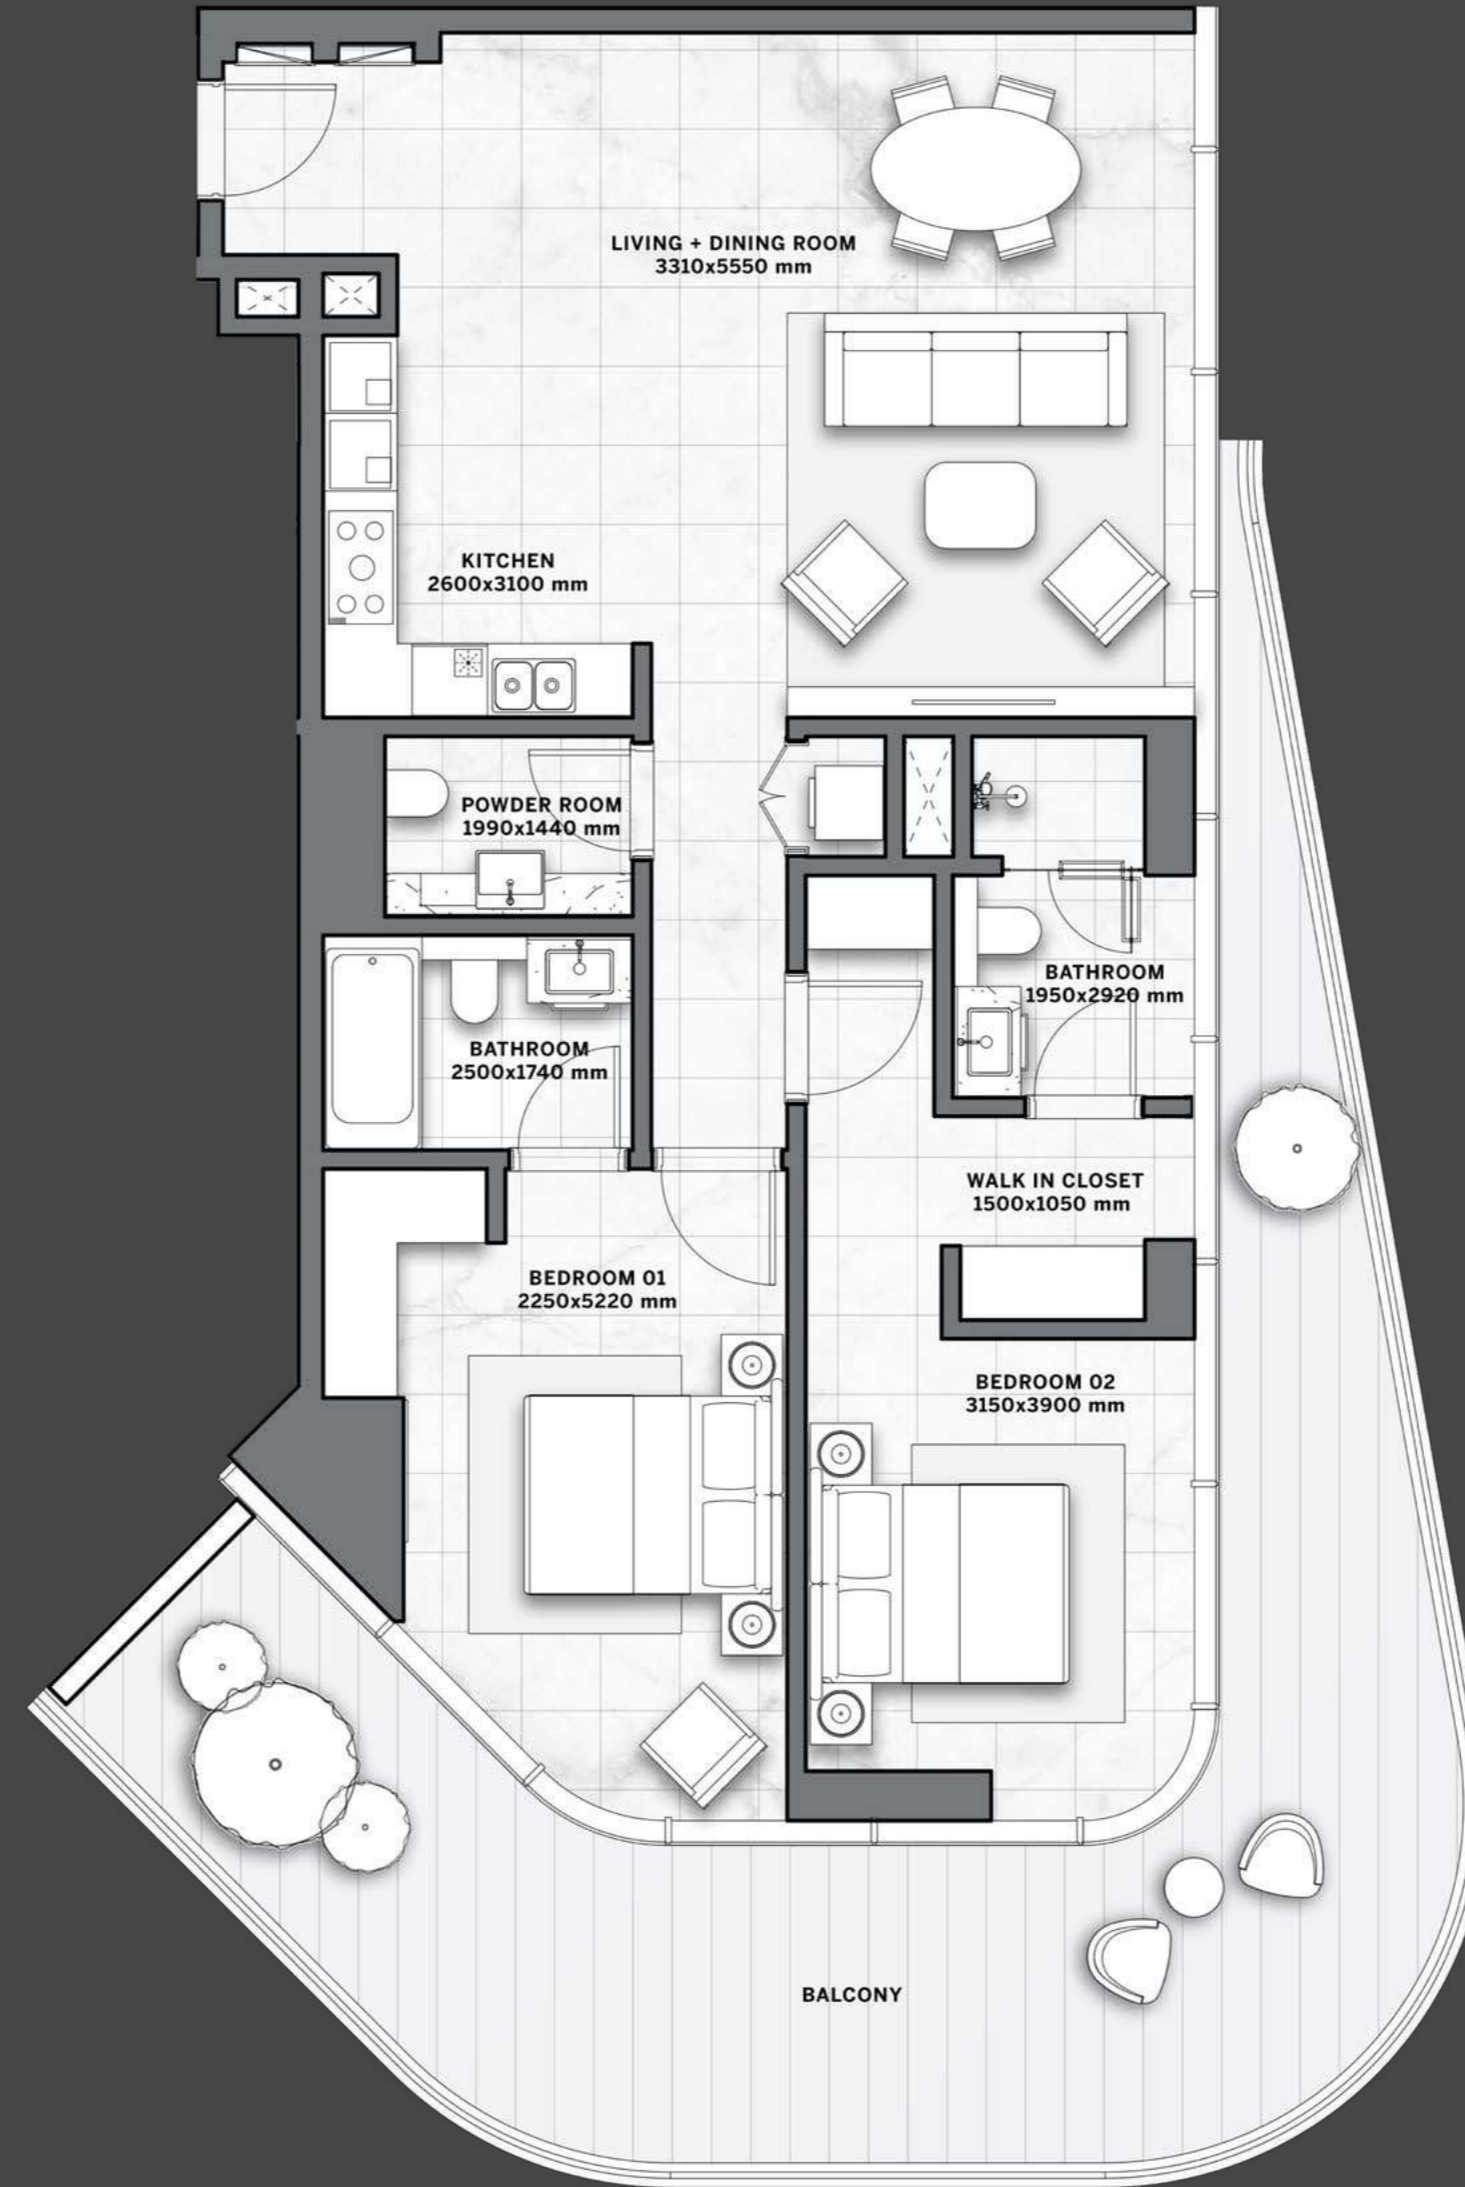 LIVING + DINING ROOM
3310x5550 mm
KITCHEN
2600x3100 mm
POWDER ROOM
1990x1440 mm
BATHROOM
1950x2920 mm
BATHROOM
2500x1740 mm
WALK IN CLOSET
1500x1050 mm
BEDROOM 01
2250x5220 mm
BEDROOM 02
3150x3900 mm
BALCONY